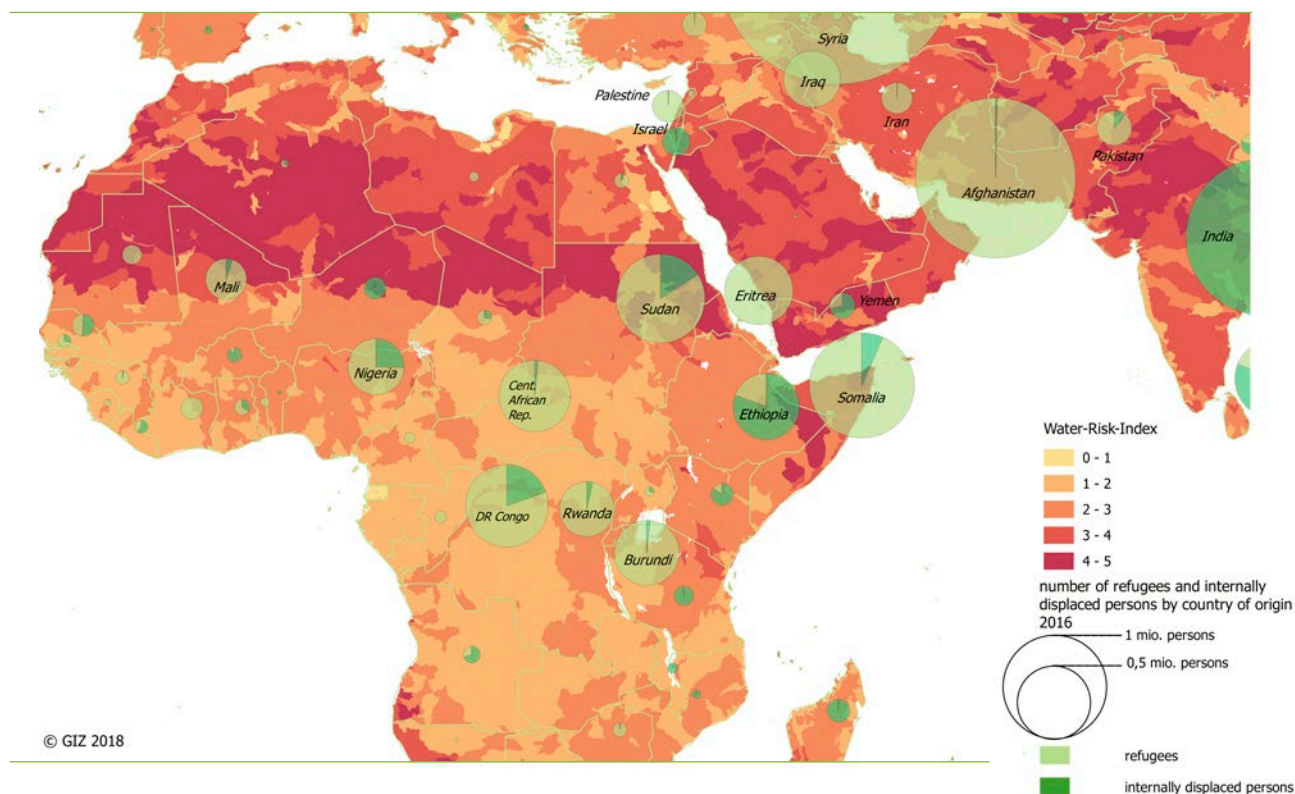 Syria
Iraq
Palestine
Israel
Iran
Pakistan
Afghanistan
India
Mali
Sudan
Eritrea
Yemen
Nigeria
Cent.
African
Rep.
Ethiopia
Somalia
DR Congo
Rwanda
Burundi
Water-Risk-Index
0 - 1
1 - 2
2 - 3
3 - 4
4 - 5
number of refugees and internally
displaced persons by country of origin
2016
1 mio. persons
0,5 mio. persons
refugees
internally displaced persons
© GIZ 2018